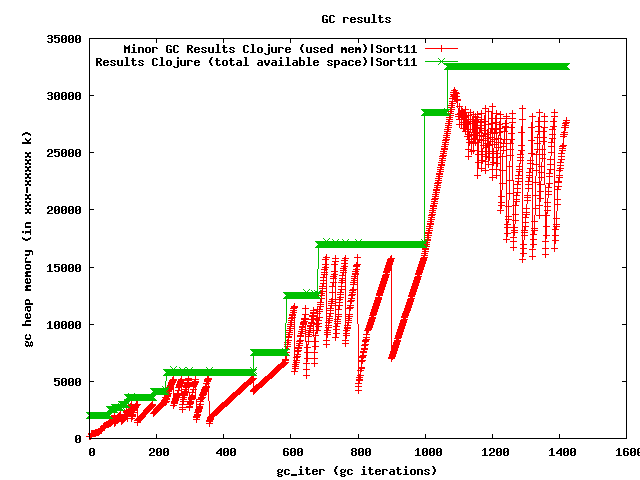 GC results
35000
30000
25000
20000
15000
10000
5000
0
gc heap memory (in xxx-xxxxx k)
Minor GC Results Clojure (used mem)|Sort11
Results Clojure (total available space)|Sort11
0 200 400 600 800 1000 1200 1400 1600
gc_iter (gc iterations)